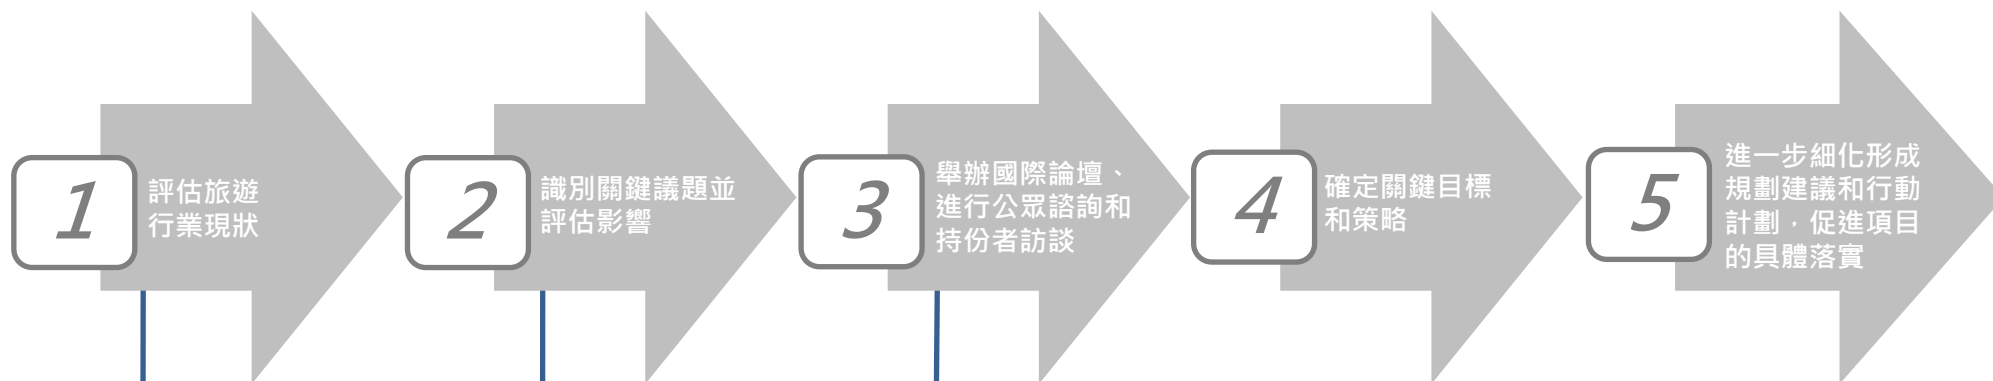 1
評估旅遊
行業現狀
2
識別關鍵議題並
評估影響
3
舉辦國際論壇、
進行公眾諮詢和
持份者訪談
4
確定關鍵目標
和策略
5
進一步細化形成
規劃建議和行動
計劃，促進項目
的具體落實